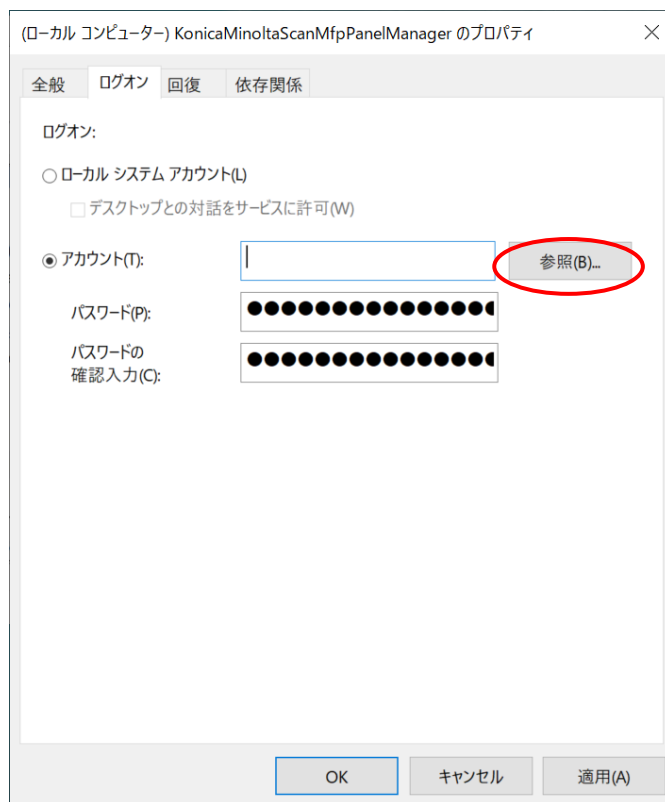 (ローカル コンピューター) KonicaMinoltaScanMfpPanelManager のプロパティ
全般 ログオン 回復 依存関係
ログオン:
ローカル システム アカウント(L)
デスクトップとの対話をサービスに許可(W)
アカウント(T): 参照(B)...
パスワード(P): ●●●●●●●●●●●●●●●
パスワードの
確認入力(C): ●●●●●●●●●●●●●●●
OK キャンセル 適用(A)